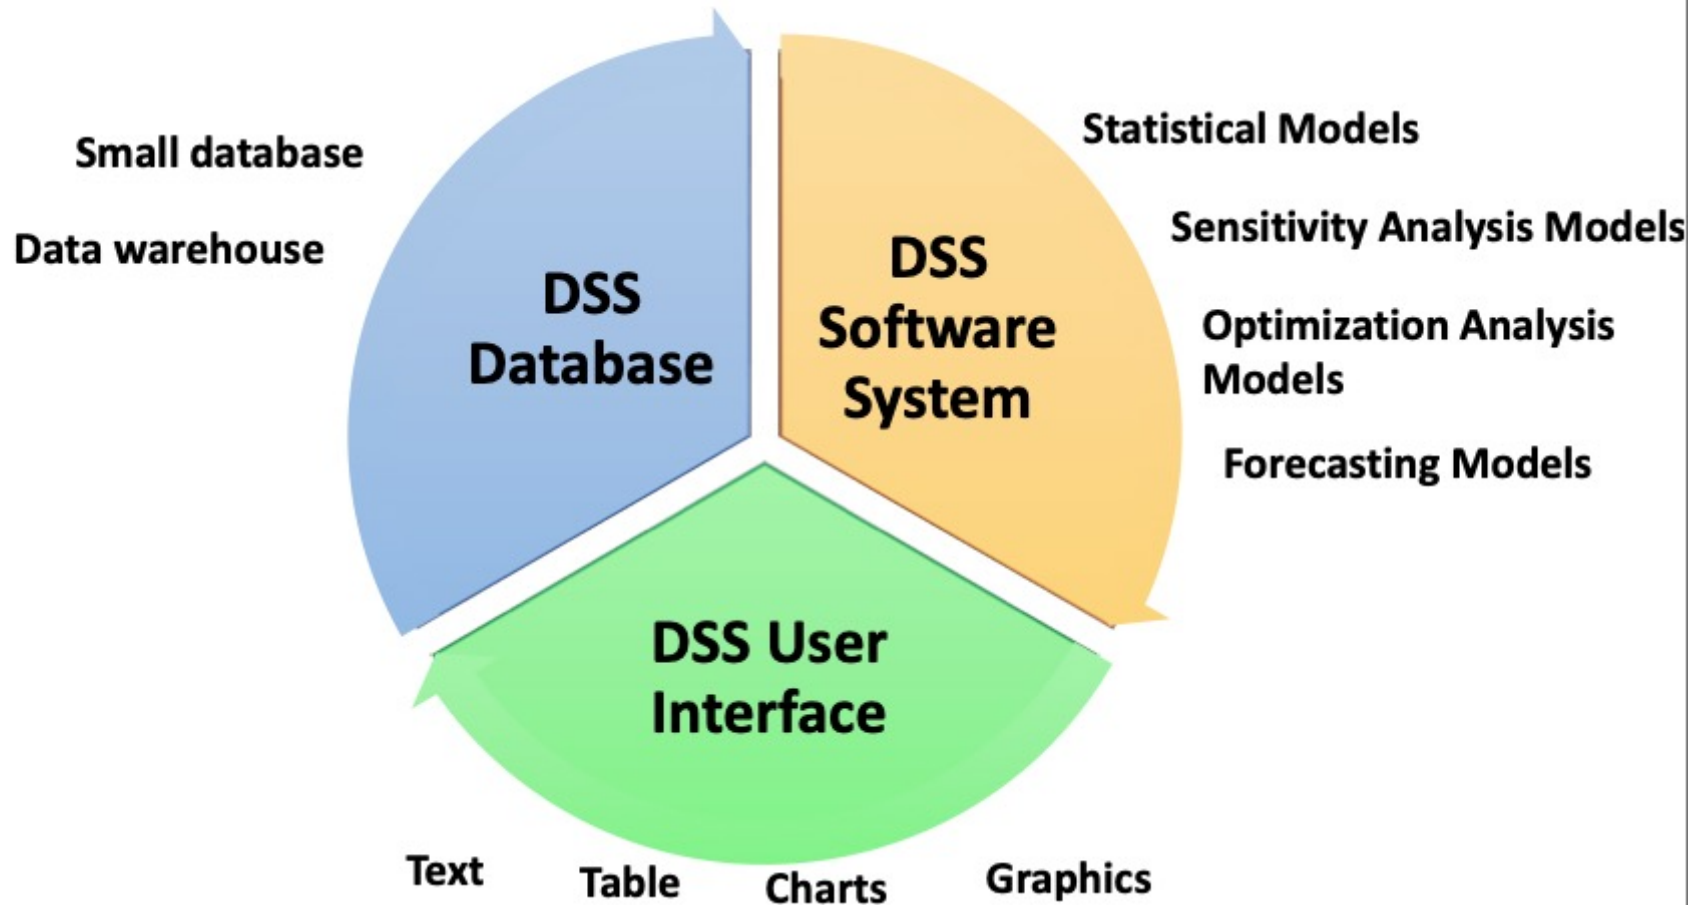 Small database
Data warehouse
DSS
Database
DSS
Software
System
Statistical Models
Sensitivity Analysis Models
Optimization Analysis
Models
Forecasting Models
DSS User
Interface
Text
Table
Charts
Graphics